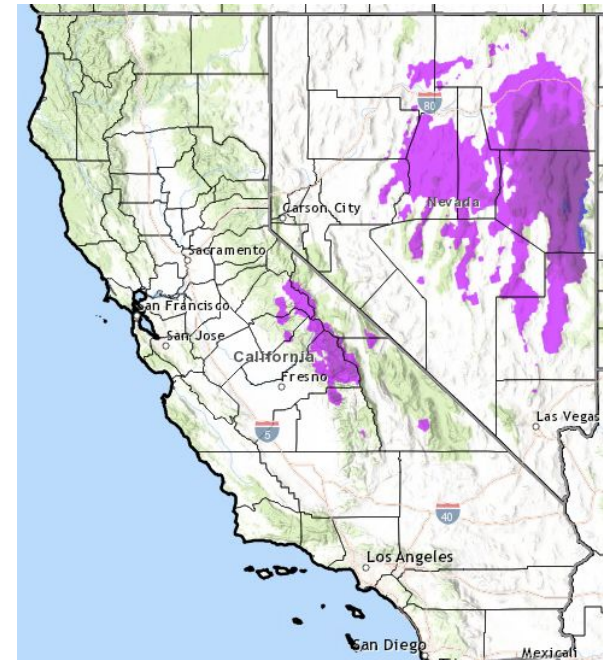 80
Nevada
Carson City
Sacramento
San Francisco
San Jose
California
Fresno
Las Vegas
5
40
Los Angeles
San Diego
Mexicali